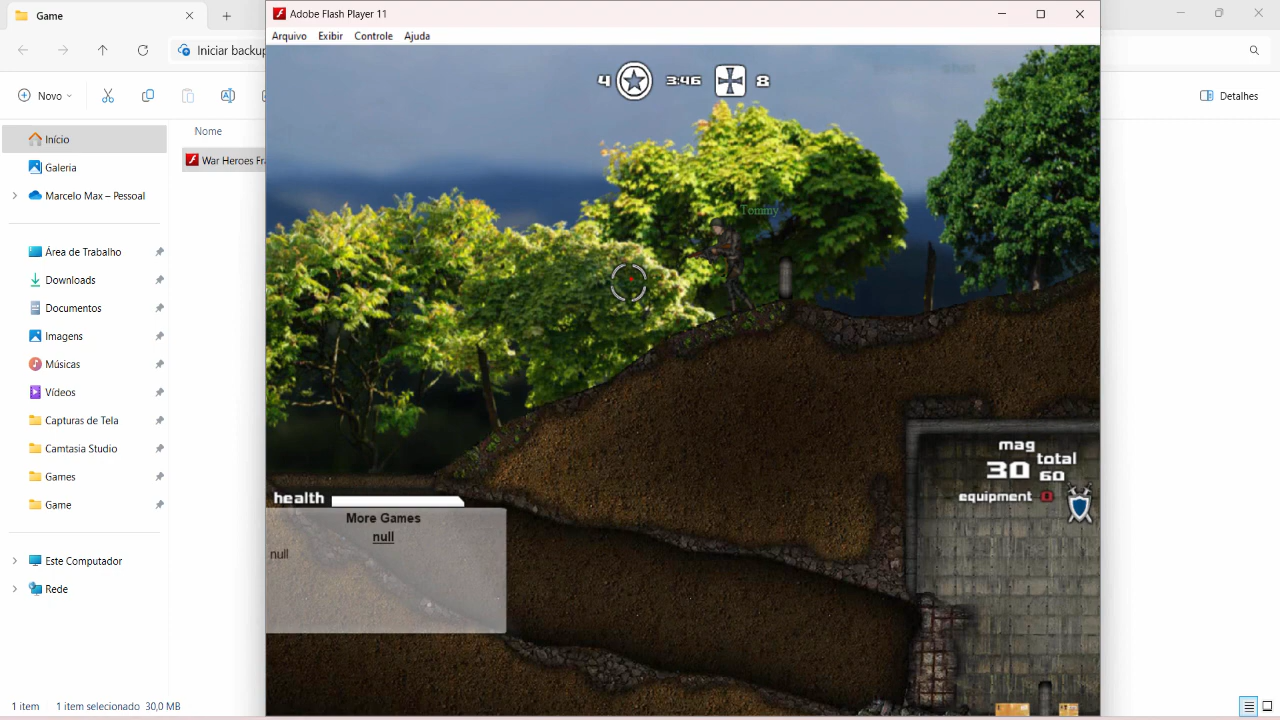 Game
Adobe Flash Player 11
Arquivo Exibir Controle Ajuda
Iniciar backup
Novo
Detalhes
Nome
War Heroes Fr
Início
Galeria
Marcelo Max – Pessoal
Área de Trabalho
Downloads
Documentos
Imagens
Músicas
Vídeos
Capturas de Tela
Camtasia Studio
Games
Game
Este Computador
Rede
1 item 1 item selecionado 30,0 MB
4 3:46 8
Tommy
mag
total
30 60
equipment 0
health
More Games
null
null